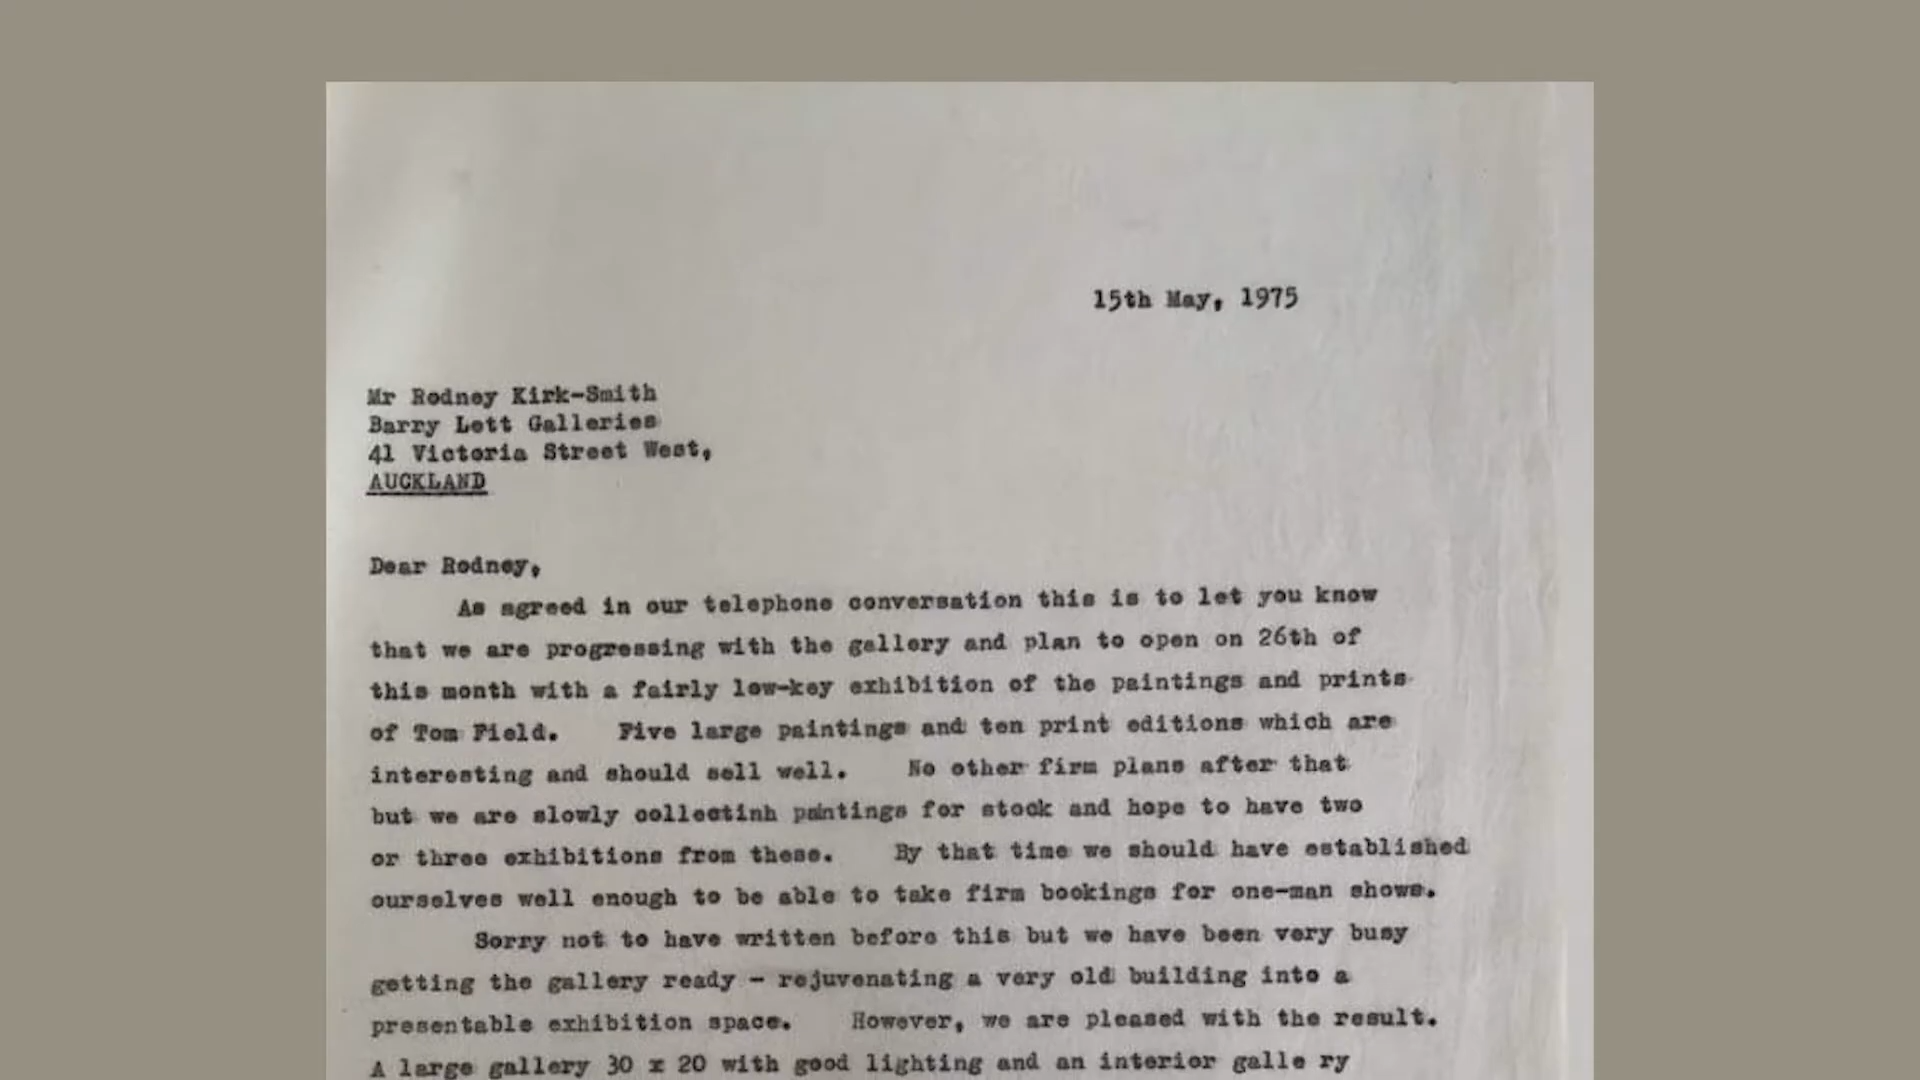 15th May, 1975
Mr Rodney Kirk-Smith
Barry Lett Galleries
41 Victoria Street West,
AUCKLAND
Dear Rodney,
As agreed in our telephone conversation this is to let you know
that we are progressing with the gallery and plan to open on 26th of
this month with a fairly low-key exhibition of the paintings and prints
of Tom Field. Five large paintings and ten print editions which are
interesting and should sell well. No other firm plans after that
but we are slowly collectinh paintings for stock and hope to have two
or three exhibitions from these. By that time we should have established
ourselves well enough to be able to take firm bookings for one-man shows.
Sorry not to have written before this but we have been very busy
getting the gallery ready - rejuvenating a very old building into a
presentable exhibition space. However, we are pleased with the result.
A large gallery 30 x 20 with good lighting and an interior galle ry